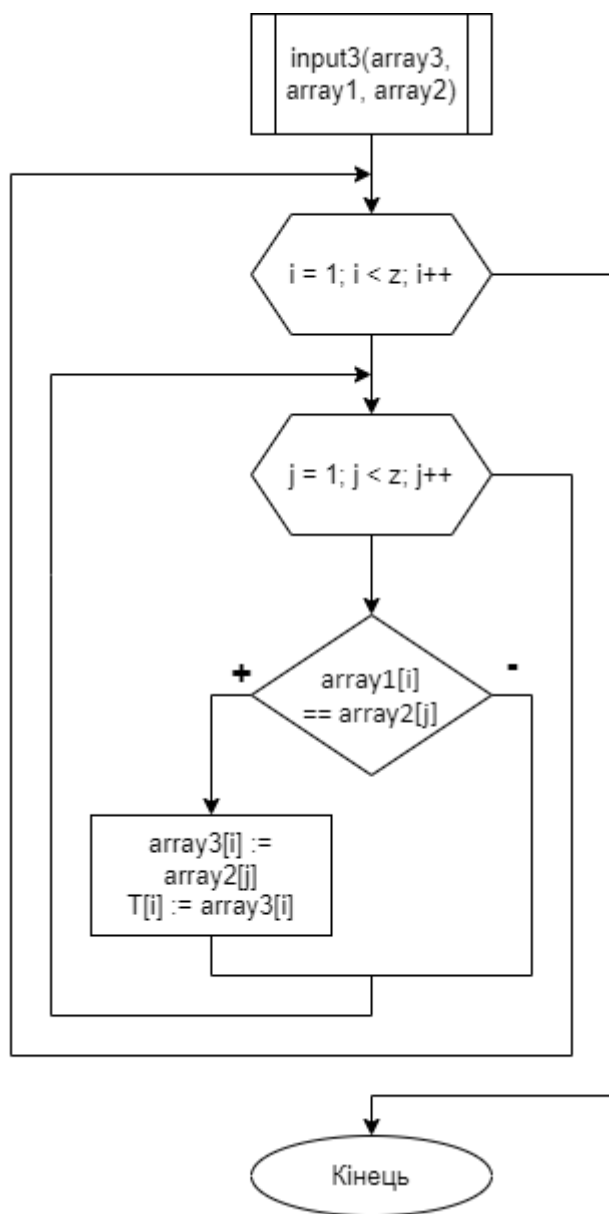 input3(array3,
array1, array2)
i = 1; i < z; i++
j = 1; j < z; j++
+
-
array1[i]
== array2[j]
array3[i] :=
array2[j]
T[i] := array3[i]
Кінець